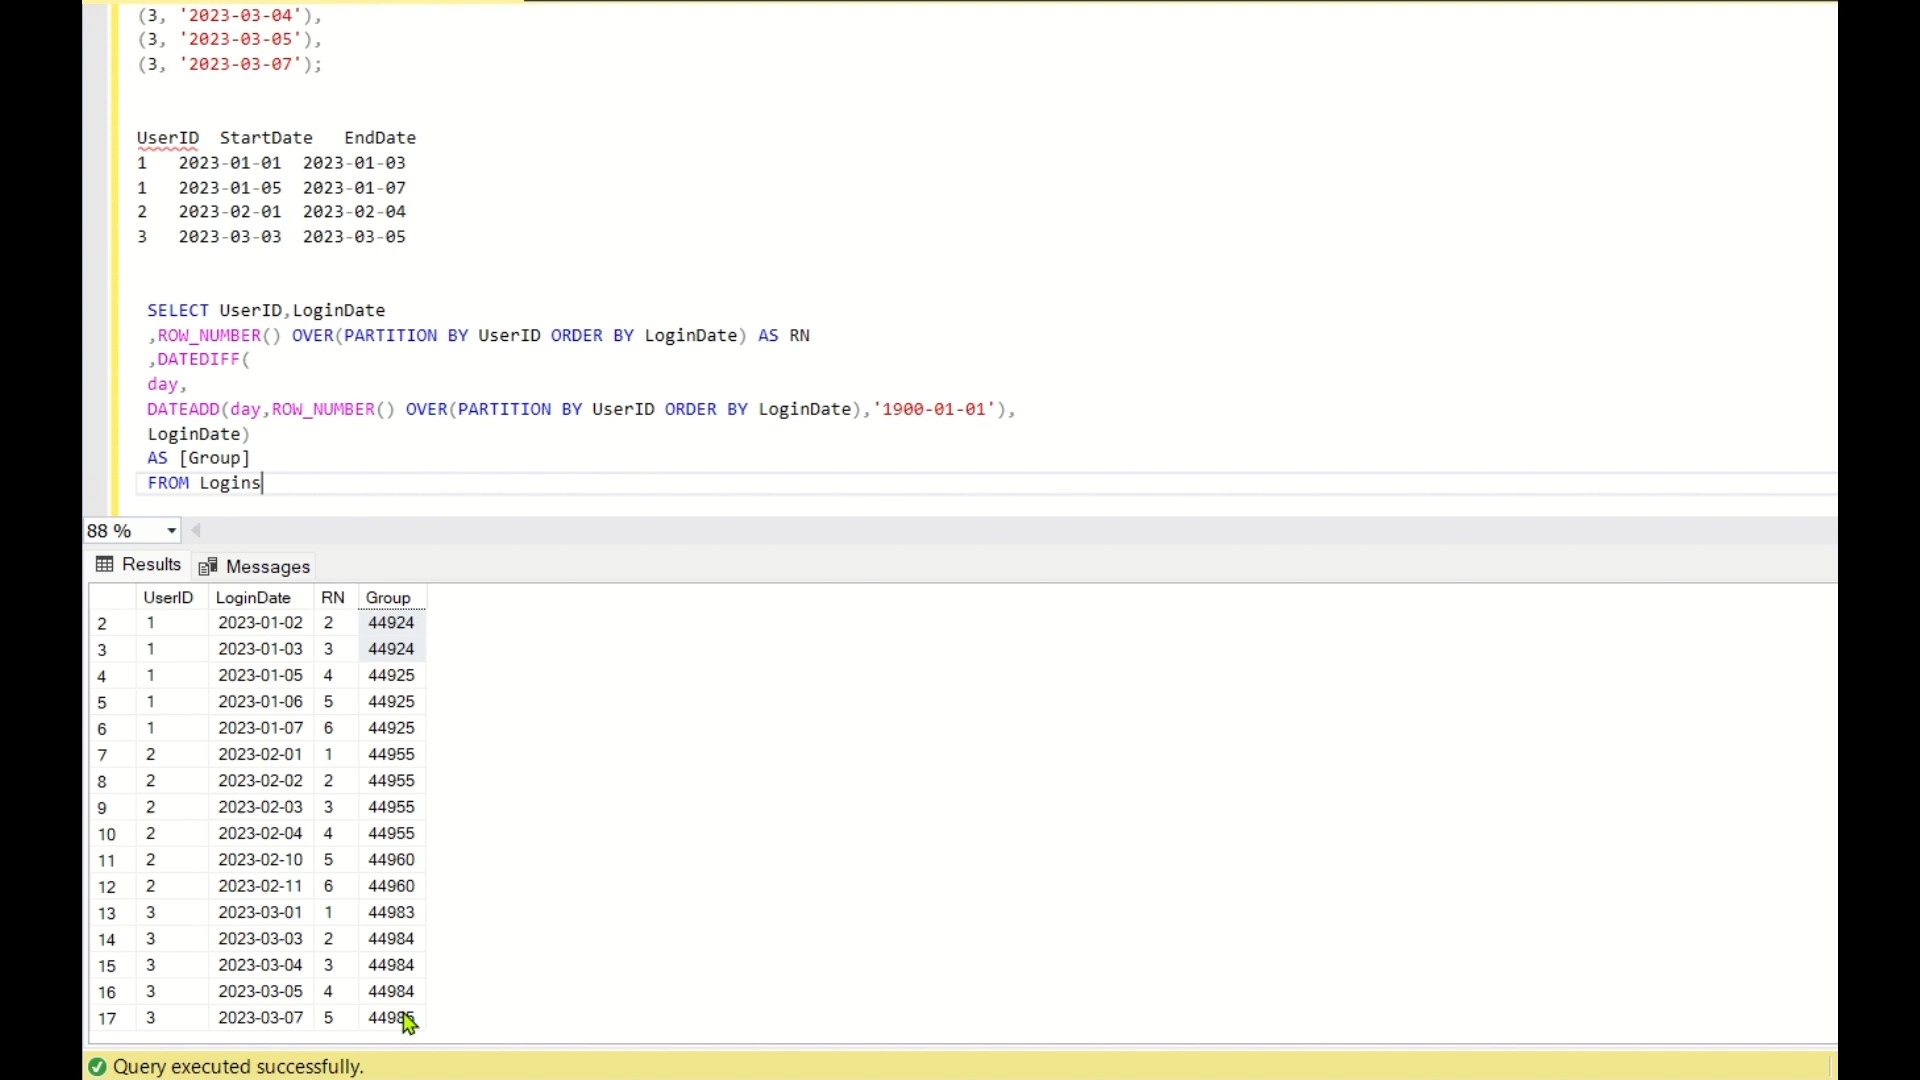 (3, '2023-03-04'),
(3, '2023-03-05'),
(3, '2023-03-07');
UserID StartDate EndDate
1 2023-01-01 2023-01-03
1 2023-01-05 2023-01-07
2 2023-02-01 2023-02-04
3 2023-03-03 2023-03-05
SELECT UserID,LoginDate
,ROW_NUMBER() OVER(PARTITION BY UserID ORDER BY LoginDate) AS RN
,DATEDIFF(
day,
DATEADD(day,ROW_NUMBER() OVER(PARTITION BY UserID ORDER BY LoginDate),'1900-01-01'),
LoginDate)
AS [Group]
FROM Logins
88 %
Results Messages
UserID LoginDate RN Group
2 1 2023-01-02 2 44924
3 1 2023-01-03 3 44924
4 1 2023-01-05 4 44925
5 1 2023-01-06 5 44925
6 1 2023-01-07 6 44925
7 2 2023-02-01 1 44955
8 2 2023-02-02 2 44955
9 2 2023-02-03 3 44955
10 2 2023-02-04 4 44955
11 2 2023-02-10 5 44960
12 2 2023-02-11 6 44960
13 3 2023-03-01 1 44983
14 3 2023-03-03 2 44984
15 3 2023-03-04 3 44984
16 3 2023-03-05 4 44984
17 3 2023-03-07 5 44985
Query executed successfully.